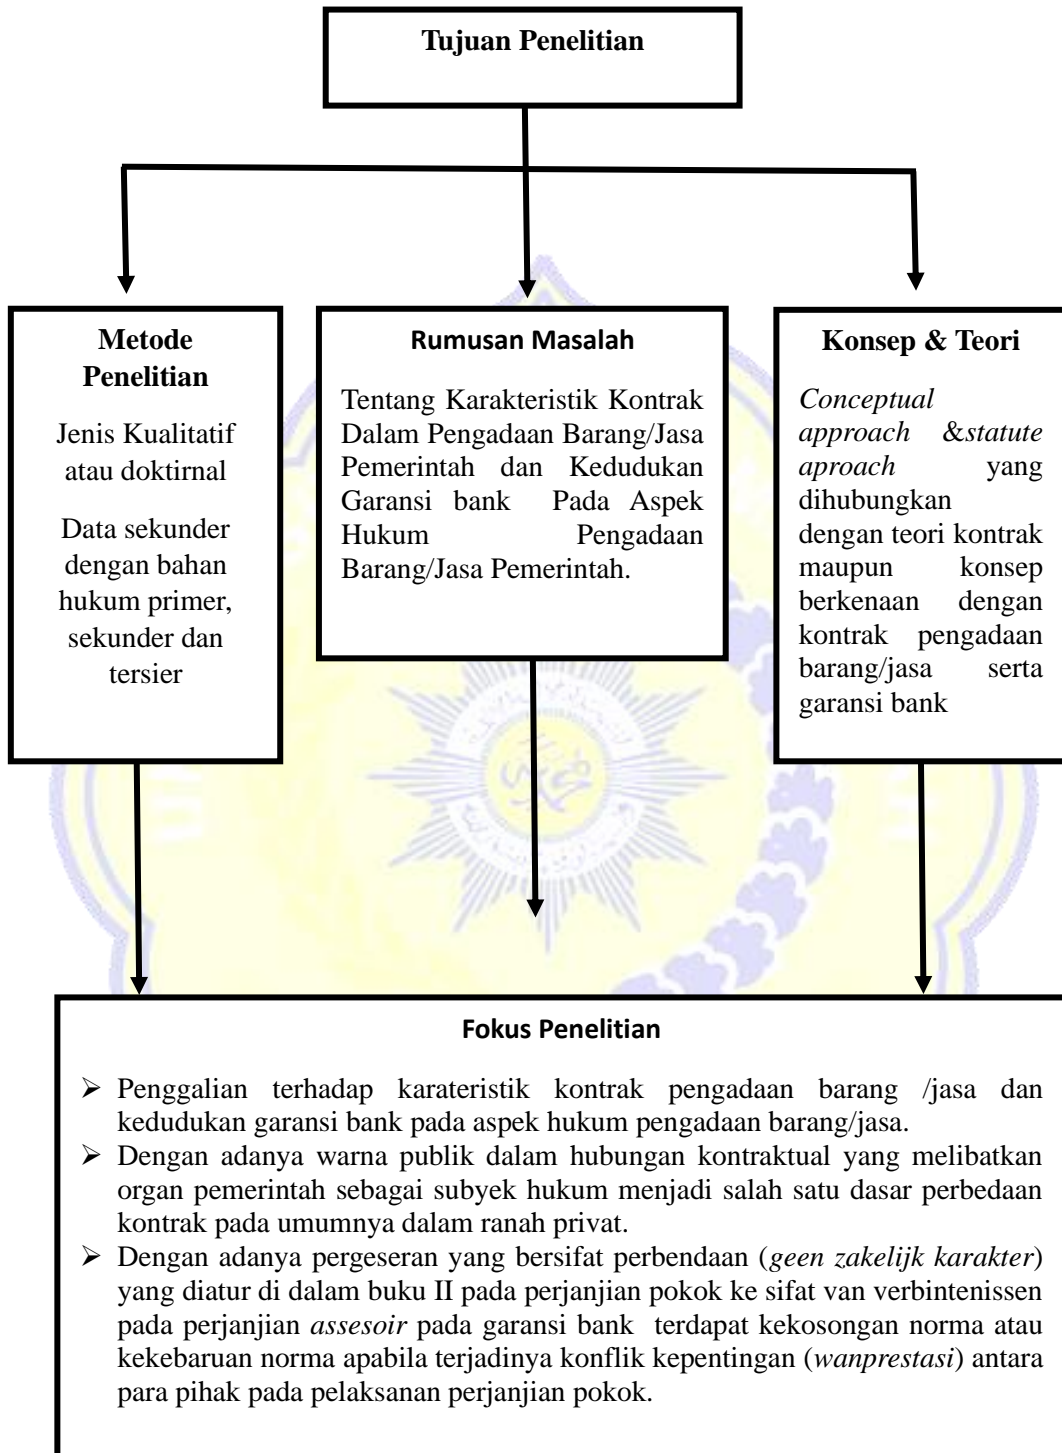 Tujuan Penelitian
Metode
Penelitian
Jenis Kualitatif
atau doktirnal
Data sekunder
dengan bahan
hukum primer,
sekunder dan
tersier
Rumusan Masalah
Tentang Karakteristik Kontrak
Dalam Pengadaan Barang/Jasa
Pemerintah dan Kedudukan
Garansi bank Pada Aspek
Hukum Pengadaan
Barang/Jasa Pemerintah.
Konsep & Teori
Conceptual
approach &statute
aproach yang
dihubungkan
dengan teori kontrak
maupun konsep
berkenaan dengan
kontrak pengadaan
barang/jasa serta
garansi bank
Fokus Penelitian
➢ Penggalian terhadap karateristik kontrak pengadaan barang /jasa dan
kedudukan garansi bank pada aspek hukum pengadaan barang/jasa.
➢ Dengan adanya warna publik dalam hubungan kontraktual yang melibatkan
organ pemerintah sebagai subyek hukum menjadi salah satu dasar perbedaan
kontrak pada umumnya dalam ranah privat.
➢ Dengan adanya pergeseran yang bersifat perbendaan (geen zakelijk karakter)
yang diatur di dalam buku II pada perjanjian pokok ke sifat van verbintenissen
pada perjanjian assesoir pada garansi bank terdapat kekosongan norma atau
kekebaruan norma apabila terjadinya konflik kepentingan (wanprestasi) antara
para pihak pada pelaksanan perjanjian pokok.